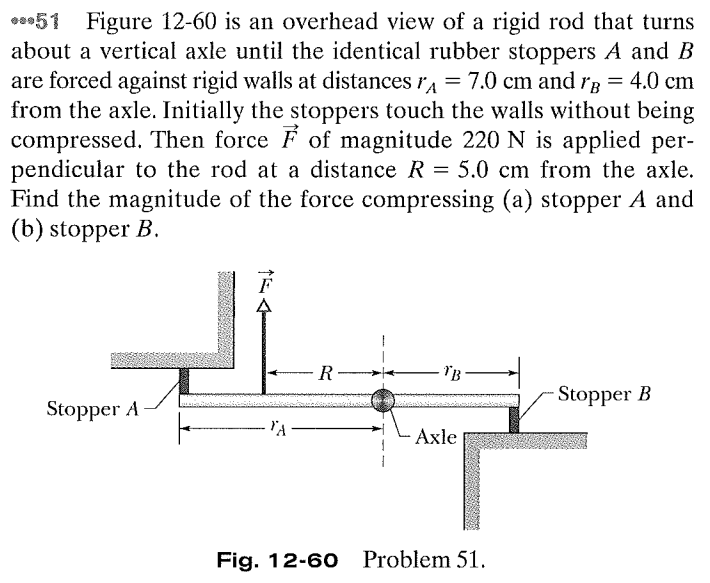 •••51 Figure 12-60 is an overhead view of a rigid rod that turns
about a vertical axle until the identical rubber stoppers A and B
are forced against rigid walls at distances r_A = 7.0 cm and r_B = 4.0 cm
from the axle. Initially the stoppers touch the walls without being
compressed. Then force F⃗ of magnitude 220 N is applied per-
pendicular to the rod at a distance R = 5.0 cm from the axle.
Find the magnitude of the force compressing (a) stopper A and
(b) stopper B.
F⃗
R
r_B
Stopper A
Stopper B
r_A
Axle
Fig. 12-60 Problem 51.